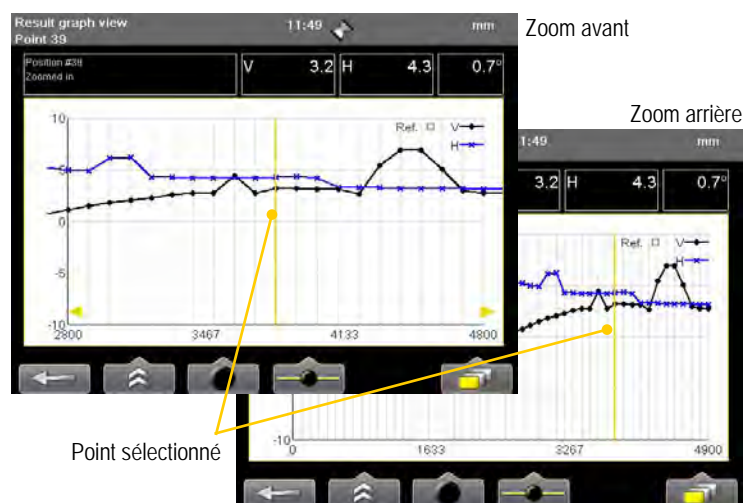 Result graph view 11:49 mm
Point 39
Zoom avant
Position #39
Zoomed in
V 3.2 H 4.3 0.7°
Zoom arrière
10
Ref. V
H
5
0
-5
-10
2800 3467 4133 4800
1:49 mm
3.2 H 4.3 0.7°
Ref. V
H
Point sélectionné
-10
0 1633 3267 4900